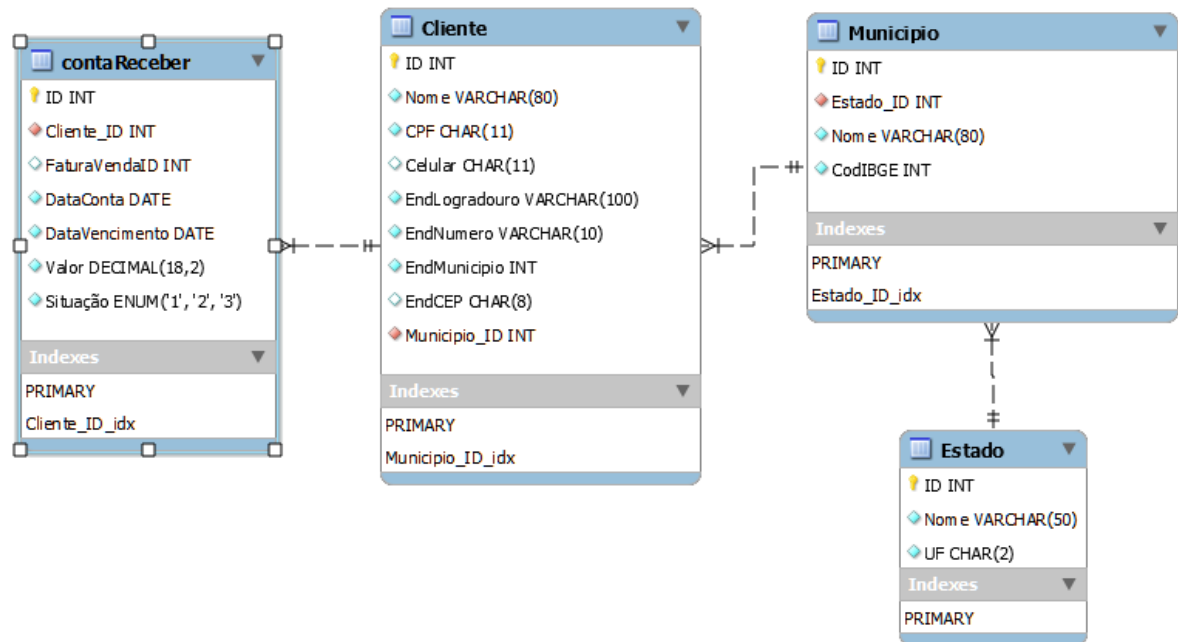 contaReceber
ID INT
Cliente_ID INT
FaturaVendaID INT
DataConta DATE
DataVencimento DATE
Valor DECIMAL(18,2)
Situação ENUM('1', '2', '3')
Indexes
PRIMARY
Cliente_ID_idx
Cliente
ID INT
Nome VARCHAR(80)
CPF CHAR(11)
Celular CHAR(11)
EndLogradouro VARCHAR(100)
EndNumero VARCHAR(10)
EndMunicipio INT
EndCEP CHAR(8)
Municipio_ID INT
Indexes
PRIMARY
Municipio_ID_idx
Municipio
ID INT
Estado_ID INT
Nome VARCHAR(80)
CodIBGE INT
Indexes
PRIMARY
Estado_ID_idx
Estado
ID INT
Nome VARCHAR(50)
UF CHAR(2)
Indexes
PRIMARY